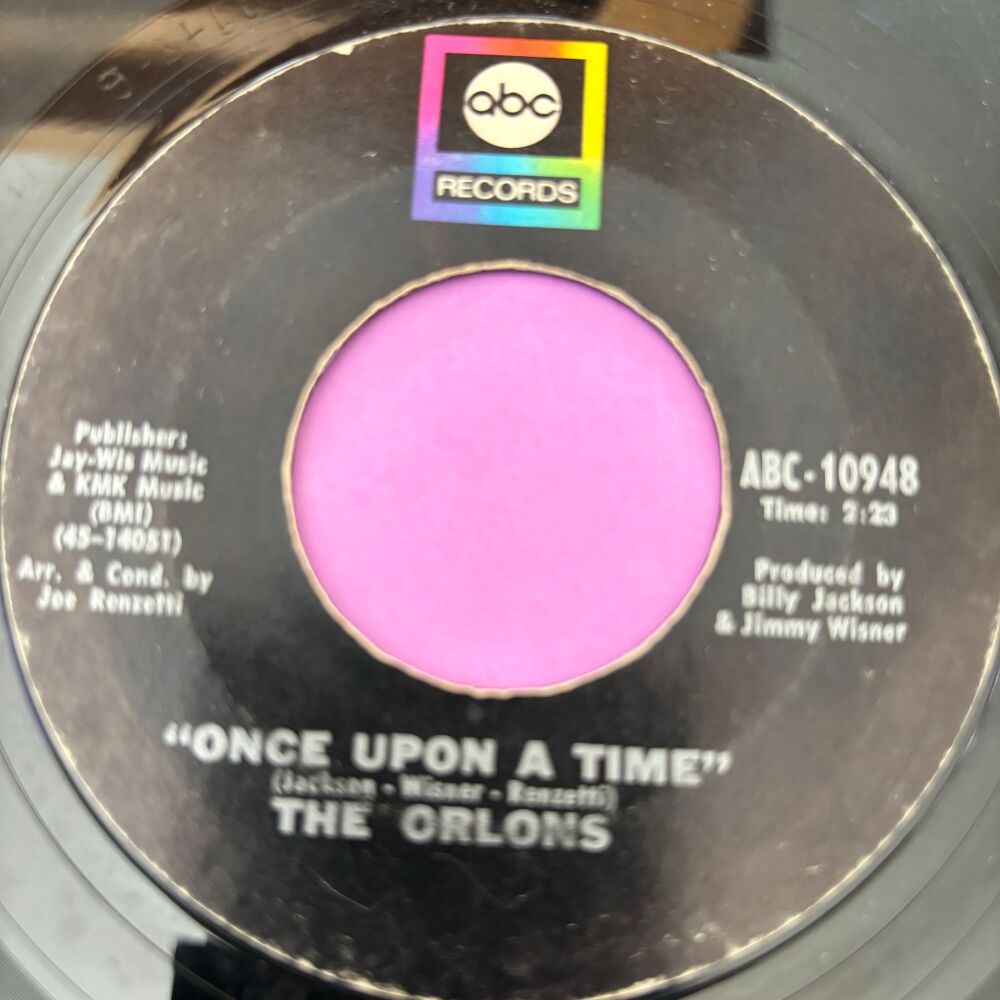 abc
RECORDS
Publisher:
Jay-Wis Music
& KMK Music
(BMI)
(45-14051)
Arr. & Cond. by
Joe Renzetti
ABC-10948
Time: 2:23
Produced by
Billy Jackson
& Jimmy Wisner
"ONCE UPON A TIME"
(Jackson - Wisner - Renzetti)
THE ORLONS